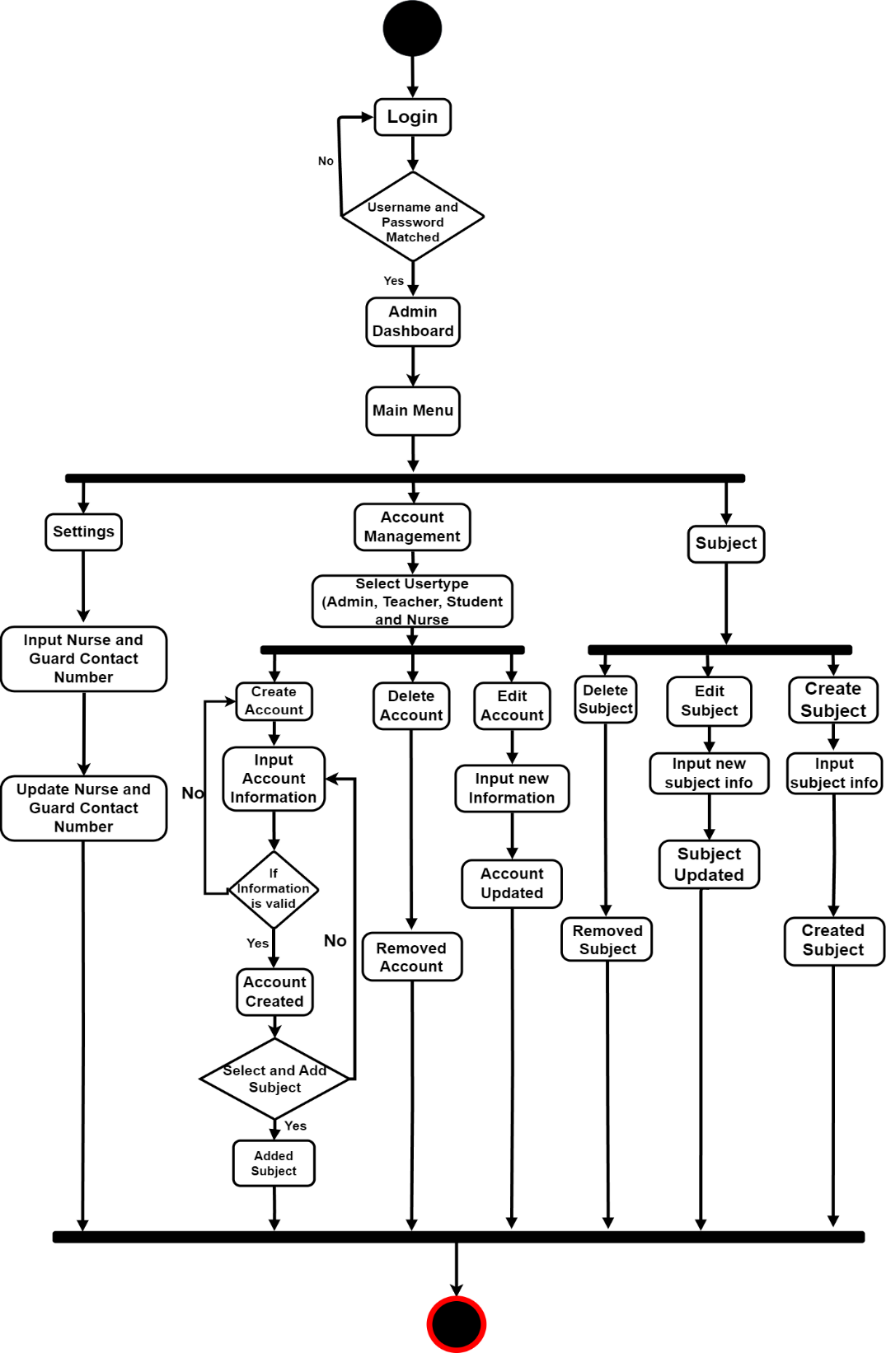 Login
No
Username and
Password
Matched
Yes
Admin
Dashboard
Main Menu
Settings
Account
Management
Subject
Select Usertype
(Admin, Teacher, Student
and Nurse
Input Nurse and
Guard Contact
Number
Update Nurse and
Guard Contact
Number
Create
Account
Input
Account
Information
No
If
Information
is valid
Yes
No
Account
Created
Select and Add
Subject
Yes
Added
Subject
Delete
Account
Removed
Account
Edit
Account
Input new
Information
Account
Updated
Delete
Subject
Removed
Subject
Edit
Subject
Input new
subject info
Subject
Updated
Create
Subject
Input
subject info
Created
Subject